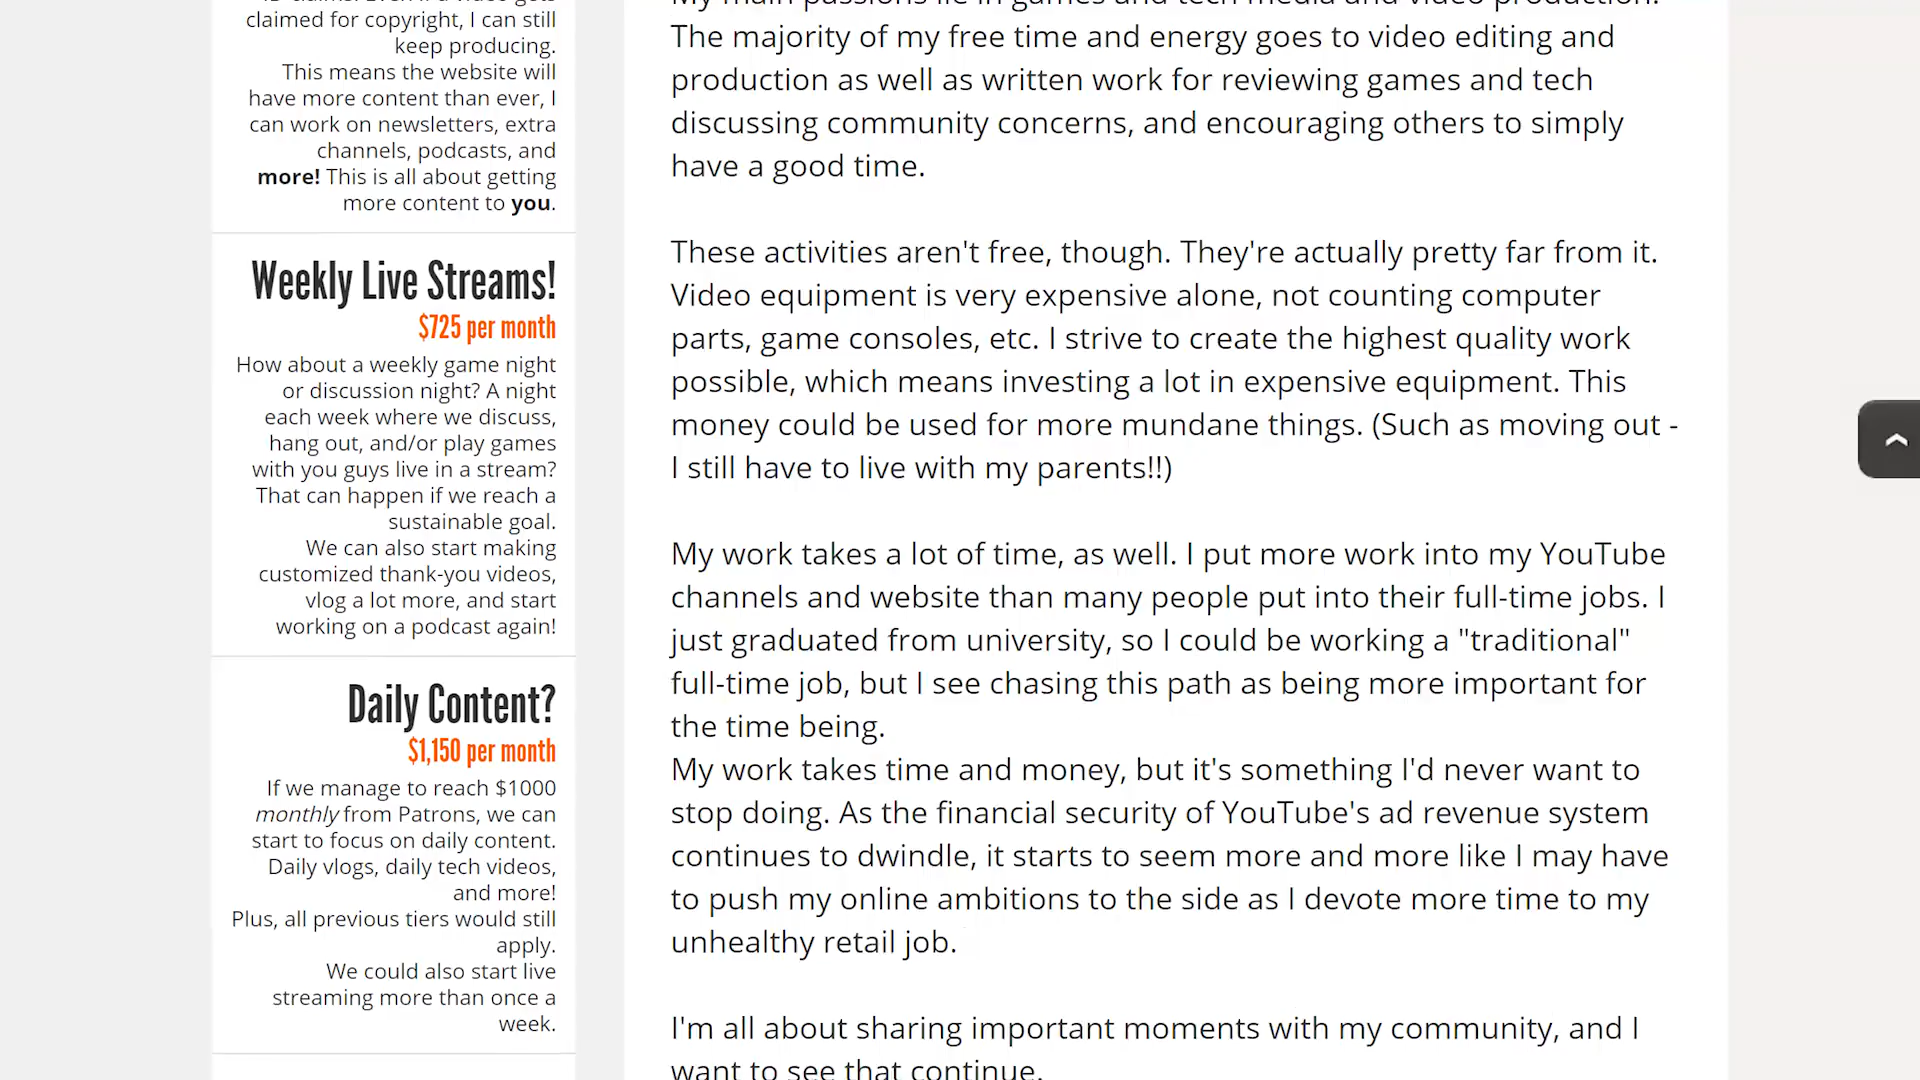 claimed for copyright, I can still
keep producing.
This means the website will
have more content than ever, I
can work on newsletters, extra
channels, podcasts, and
more! This is all about getting
more content to you.
Weekly Live Streams!
$725 per month
How about a weekly game night
or discussion night? A night
each week where we discuss,
hang out, and/or play games
with you guys live in a stream?
That can happen if we reach a
sustainable goal.
We can also start making
customized thank-you videos,
vlog a lot more, and start
working on a podcast again!
Daily Content?
$1,150 per month
If we manage to reach $1000
monthly from Patrons, we can
start to focus on daily content.
Daily vlogs, daily tech videos,
and more!
Plus, all previous tiers would still
apply.
We could also start live
streaming more than once a
week.
My main passions lie in games and tech media and video production.
The majority of my free time and energy goes to video editing and
production as well as written work for reviewing games and tech
discussing community concerns, and encouraging others to simply
have a good time.
These activities aren't free, though. They're actually pretty far from it.
Video equipment is very expensive alone, not counting computer
parts, game consoles, etc. I strive to create the highest quality work
possible, which means investing a lot in expensive equipment. This
money could be used for more mundane things. (Such as moving out -
I still have to live with my parents!!)
My work takes a lot of time, as well. I put more work into my YouTube
channels and website than many people put into their full-time jobs. I
just graduated from university, so I could be working a "traditional"
full-time job, but I see chasing this path as being more important for
the time being.
My work takes time and money, but it's something I'd never want to
stop doing. As the financial security of YouTube's ad revenue system
continues to dwindle, it starts to seem more and more like I may have
to push my online ambitions to the side as I devote more time to my
unhealthy retail job.
I'm all about sharing important moments with my community, and I
want to see that continue.